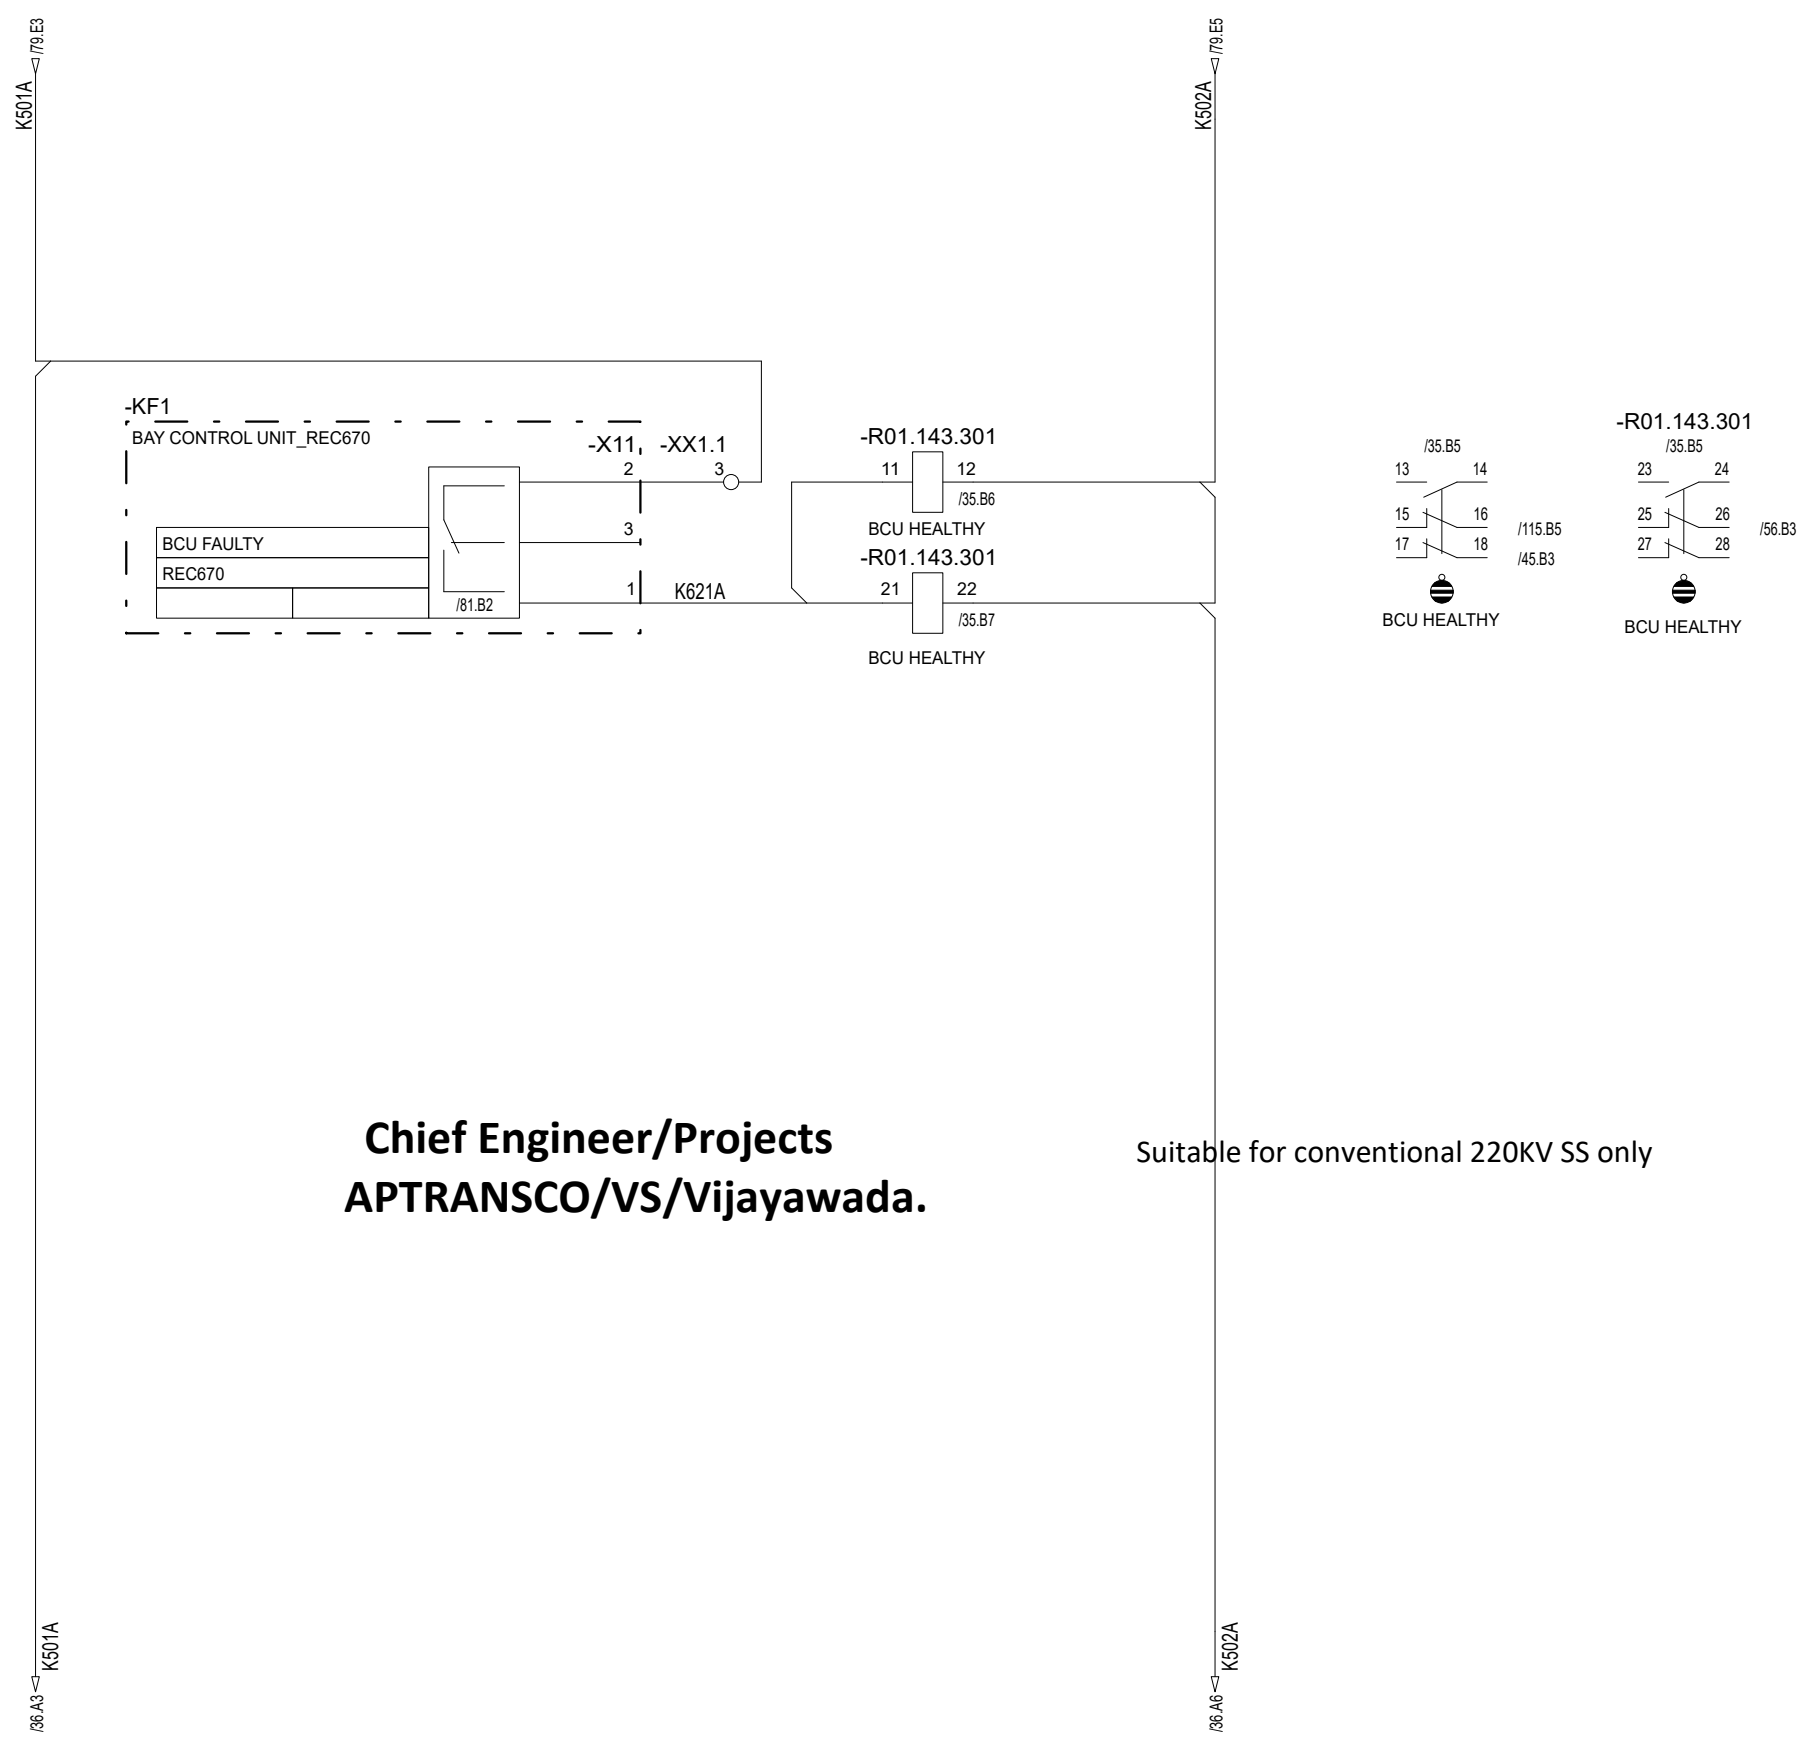 /79.E3
K501A
/79.E5
K502A
-KF1
BAY CONTROL UNIT_REC670
-X11
-XX1.1
2
3
3
1
BCU FAULTY
REC670
/81.B2
K621A
-R01.143.301
11
12
/35.B6
BCU HEALTHY
-R01.143.301
21
22
/35.B7
BCU HEALTHY
/35.B5
13
14
15
16
/115.B5
17
18
/45.B3
BCU HEALTHY
-R01.143.301
/35.B5
23
24
25
26
/56.B3
27
28
BCU HEALTHY
Chief Engineer/Projects
APTRANSCO/VS/Vijayawada.
Suitable for conventional 220KV SS only
K501A
/36.A3
K502A
/36.A6